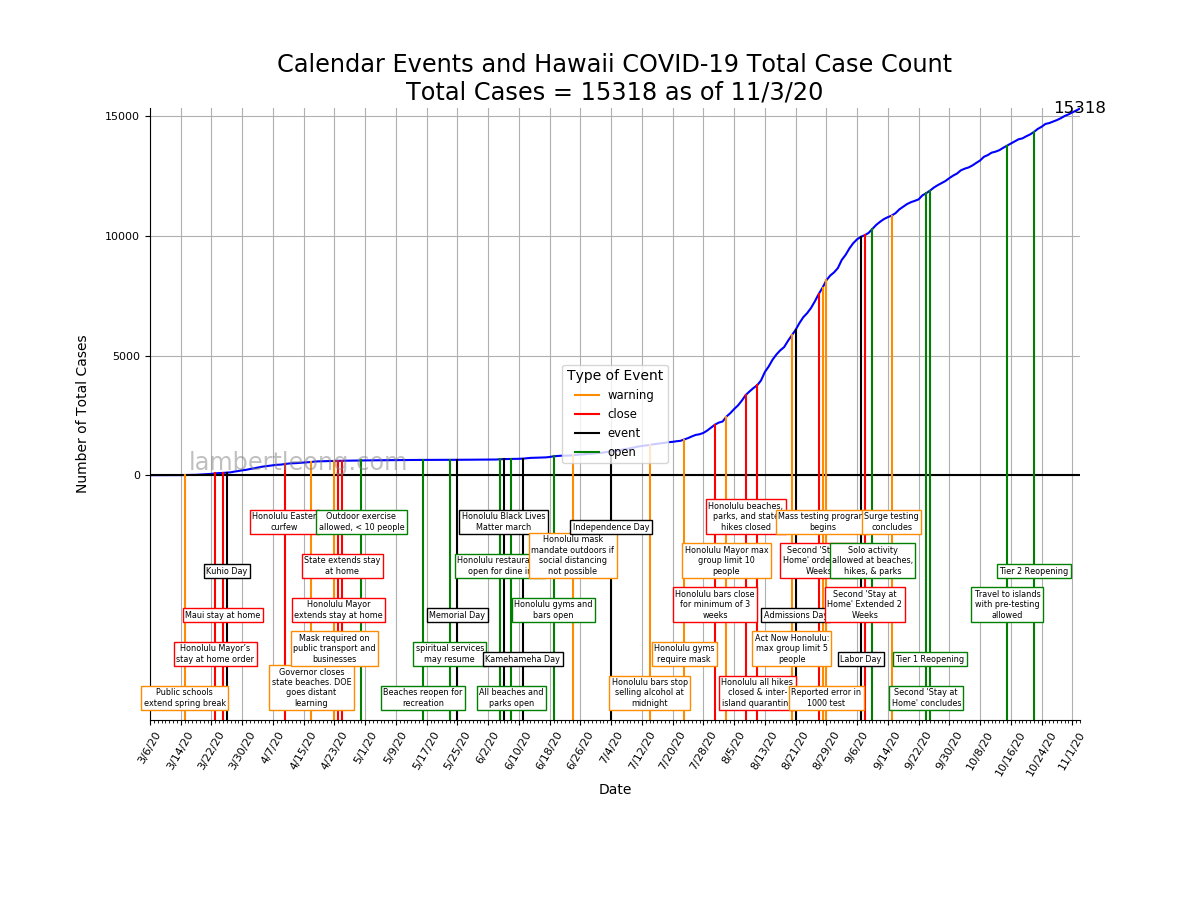 Calendar Events and Hawaii COVID-19 Total Case Count
Total Cases = 15318 as of 11/3/20
15318
15000
10000
5000
0
Number of Total Cases
Type of Event
warning
close
event
open
lambertleong.com
Honolulu Easter
curfew
Outdoor exercise
allowed, < 10 people
Honolulu Black Lives
Matter march
Independence Day
Honolulu beaches,
parks, and state
hikes closed
Mass testing program
begins
Surge testing
concludes
Kuhio Day
State extends stay
at home
Honolulu
open for dine
Honolulu mask
mandate outdoors if
social distancing
not possible
Honolulu Mayor max
group limit 10
people
Second
Home'
Weeks
Solo activity
allowed at beaches,
hikes, & parks
Tier 2 Reopening
Maui stay at home
Honolulu Mayor
extends stay at home
Memorial Day
Honolulu gyms and
bars open
Honolulu bars close
for minimum of 3
weeks
Admissions Day
Second 'Stay at
Home' Extended 2
Weeks
Travel to islands
with pre-testing
allowed
Honolulu Mayor's
stay at home order
Mask required on
public transport and
businesses
spiritual services
may resume
Kamehameha Day
Honolulu gyms
require mask
Act Now Honolulu:
max group limit 5
people
Labor Day
Tier 1 Reopening
Public schools
extend spring break
Governor closes
state beaches. DOE
goes distant
learning
Beaches reopen for
recreation
All beaches and
parks open
Honolulu bars stop
selling alcohol at
midnight
Honolulu all hikes
closed & inter-
island quarantin
Reported error in
1000 test
Second 'Stay at
Home' concludes
3/6/20
3/14/20
3/22/20
3/30/20
4/7/20
4/15/20
4/23/20
5/1/20
5/9/20
5/17/20
5/25/20
6/2/20
6/10/20
6/18/20
6/26/20
7/4/20
7/12/20
7/20/20
7/28/20
8/5/20
8/13/20
8/21/20
8/29/20
9/6/20
9/14/20
9/22/20
9/30/20
10/8/20
10/16/20
10/24/20
11/1/20
Date